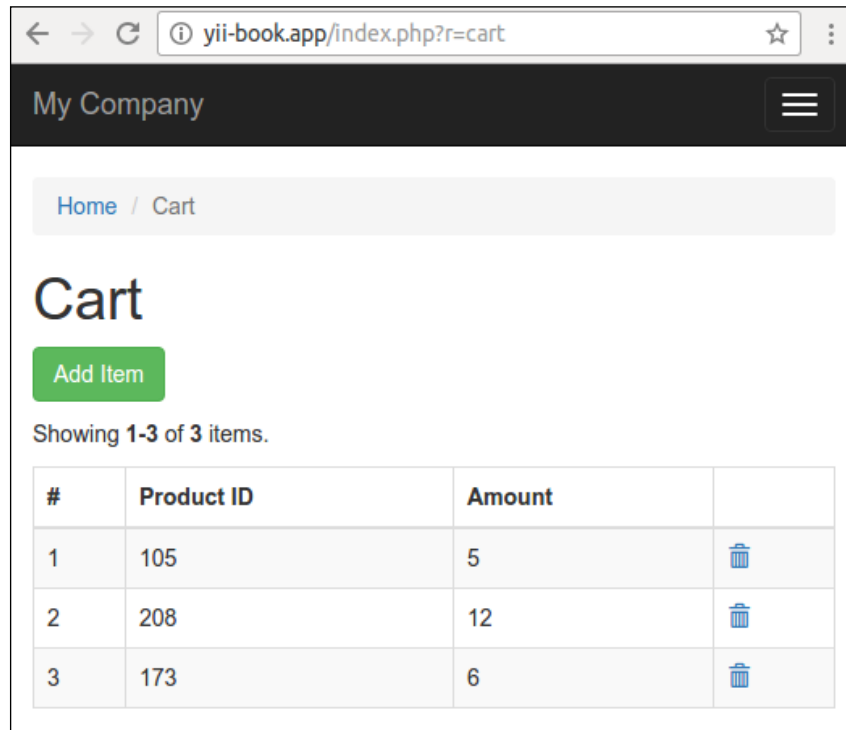 yii-book.app/index.php?r=cart
My Company
Home / Cart
Cart
Add Item
Showing 1-3 of 3 items.
# Product ID Amount
1 105 5
2 208 12
3 173 6